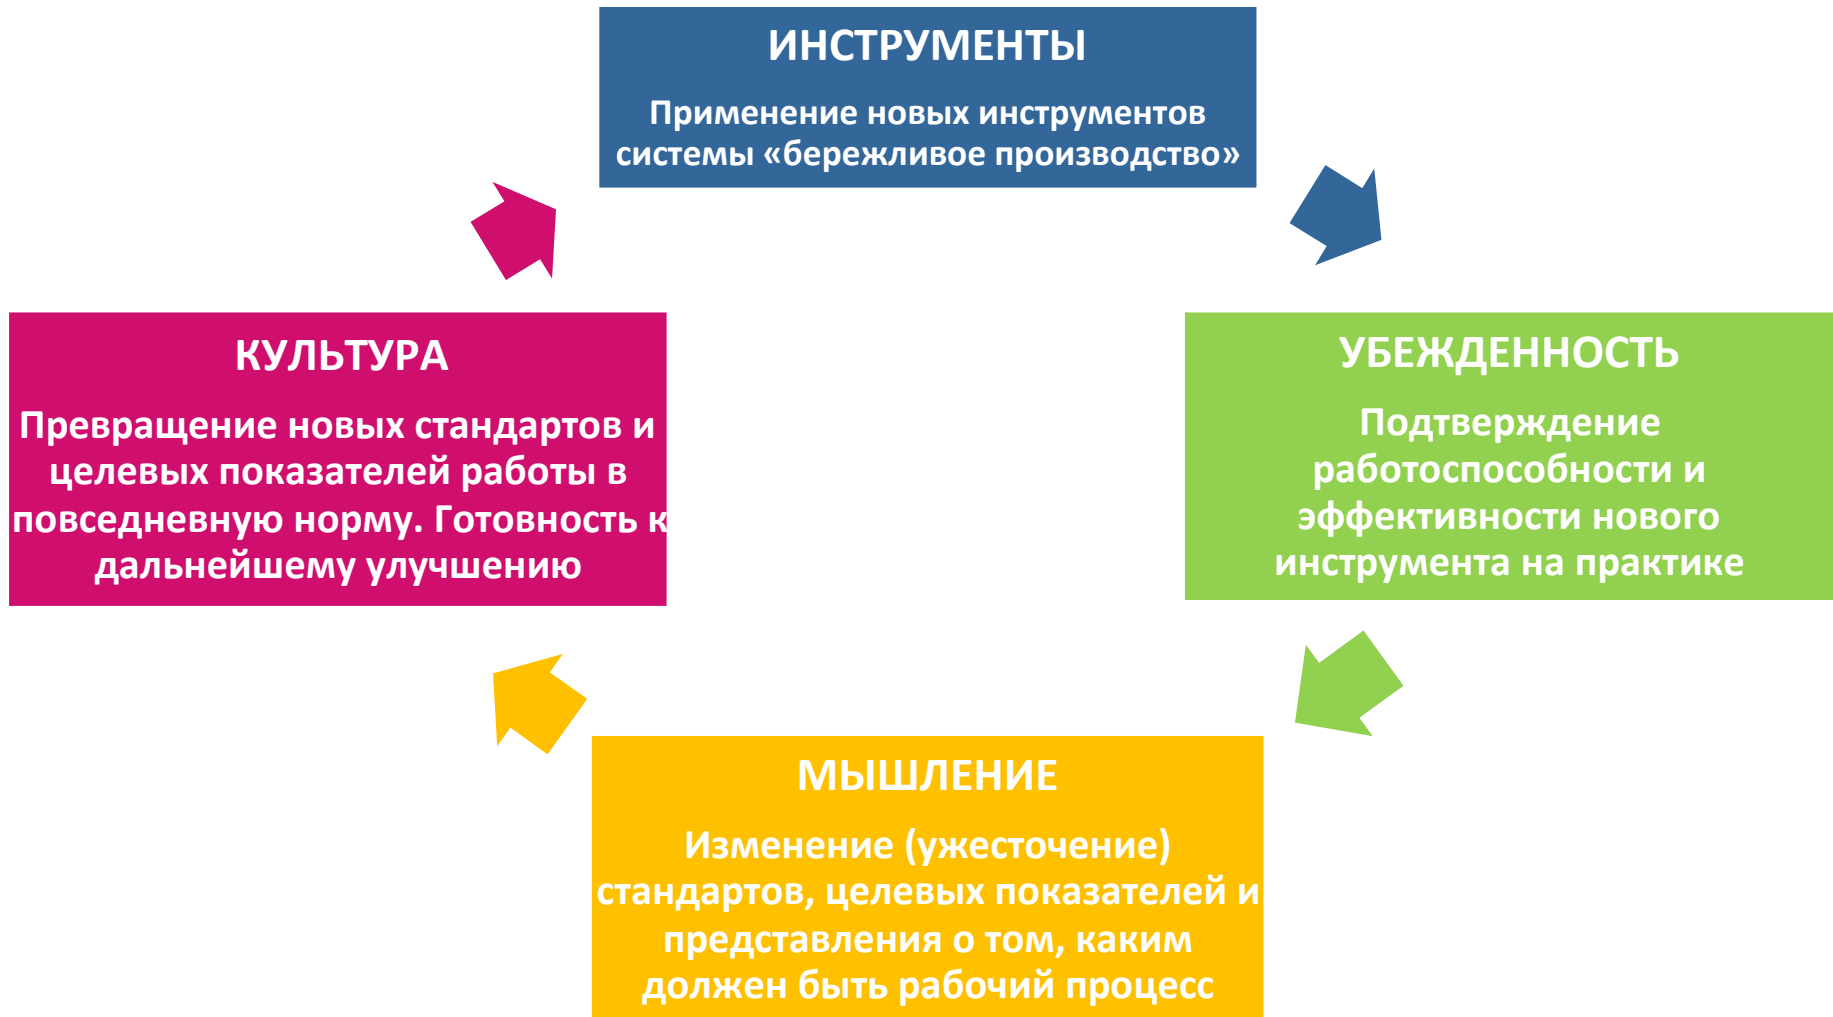 ИНСТРУМЕНТЫ
Применение новых инструментов
системы «бережливое производство»
УБЕЖДЕННОСТЬ
Подтверждение
работоспособности и
эффективности нового
инструмента на практике
МЫШЛЕНИЕ
Изменение (ужесточение)
стандартов, целевых показателей и
представления о том, каким
должен быть рабочий процесс
КУЛЬТУРА
Превращение новых стандартов и
целевых показателей работы в
повседневную норму. Готовность к
дальнейшему улучшению